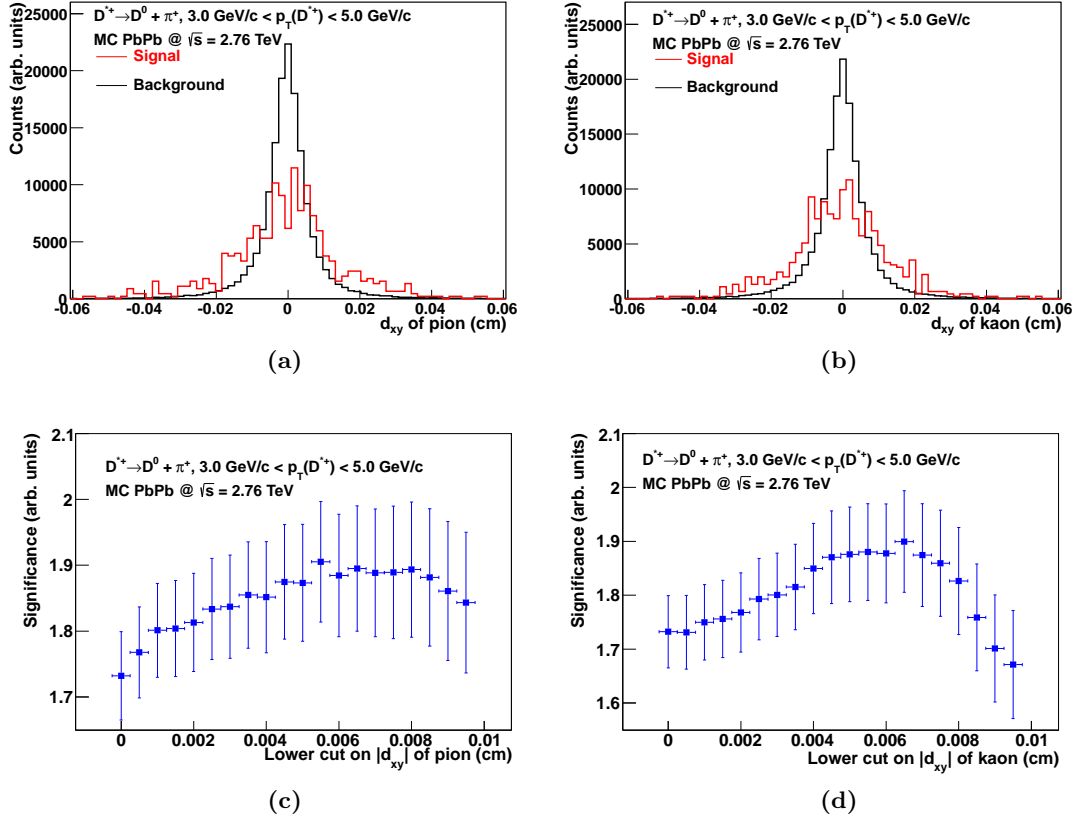 D*+→D0 + π+, 3.0 GeV/c < pT(D*+) < 5.0 GeV/c
MC PbPb @ √s = 2.76 TeV
Signal
Background
Counts (arb. units)
25000
20000
15000
10000
5000
0
-0.06 -0.04 -0.02 0 0.02 0.04 0.06
dxy of pion (cm)
(a)
D*+→D0 + π+, 3.0 GeV/c < pT(D*+) < 5.0 GeV/c
MC PbPb @ √s = 2.76 TeV
Signal
Background
Counts (arb. units)
25000
20000
15000
10000
5000
0
-0.06 -0.04 -0.02 0 0.02 0.04 0.06
dxy of kaon (cm)
(b)
D*+→D0 + π+, 3.0 GeV/c < pT(D*+) < 5.0 GeV/c
MC PbPb @ √s = 2.76 TeV
Significance (arb. units)
2.1
2
1.9
1.8
1.7
0 0.002 0.004 0.006 0.008 0.01
Lower cut on |dxy| of pion (cm)
(c)
D*+→D0 + π+, 3.0 GeV/c < pT(D*+) < 5.0 GeV/c
MC PbPb @ √s = 2.76 TeV
Significance (arb. units)
2.1
2
1.9
1.8
1.7
1.6
0 0.002 0.004 0.006 0.008 0.01
Lower cut on |dxy| of kaon (cm)
(d)